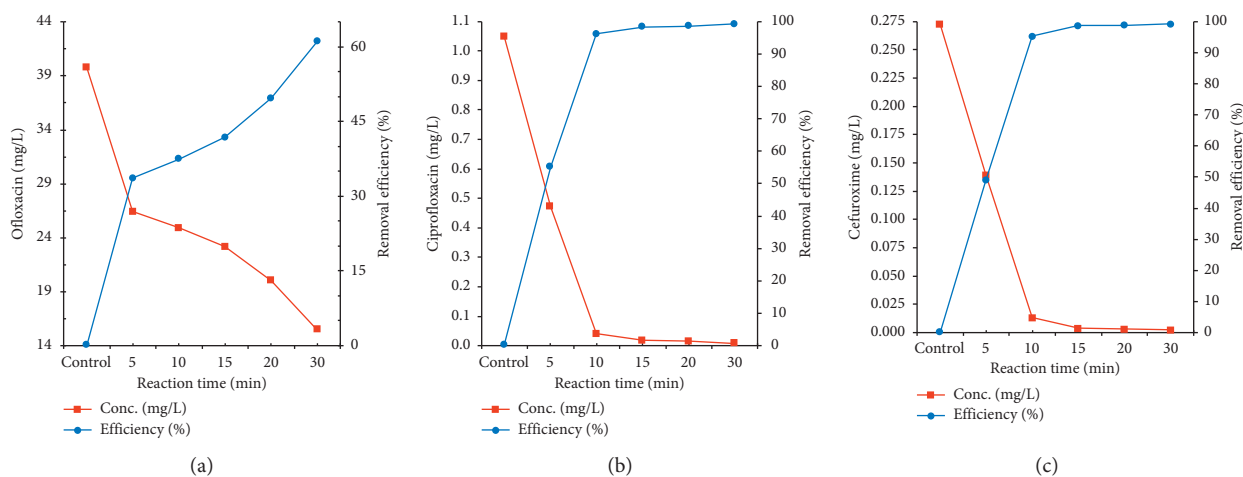 44
39
34
29
24
19
14
Ofloxacin (mg/L)
60
45
30
15
0
Removal efficiency (%)
Control 5 10 15 20 30
Reaction time (min)
Conc. (mg/L)
Efficiency (%)
(a)
1.1
1.0
0.9
0.8
0.7
0.6
0.5
0.4
0.3
0.2
0.1
0.0
Ciprofloxacin (mg/L)
100
90
80
70
60
50
40
30
20
10
0
Removal efficiency (%)
Control 5 10 15 20 30
Reaction time (min)
Conc. (mg/L)
Efficiency (%)
(b)
0.275
0.250
0.225
0.200
0.175
0.150
0.125
0.100
0.075
0.050
0.025
0.000
Cefuroxime (mg/L)
100
90
80
70
60
50
40
30
20
10
0
Removal efficiency (%)
Control 5 10 15 20 30
Reaction time (min)
Conc. (mg/L)
Efficiency (%)
(c)